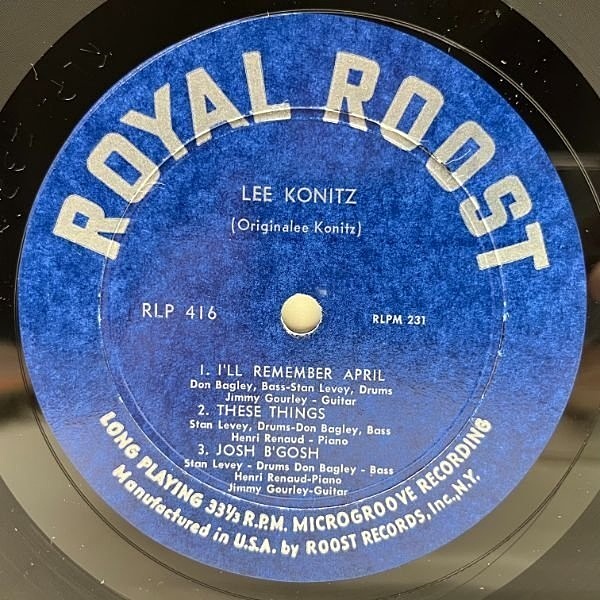 ROYAL ROOST
LEE KONITZ
(Originalee Konitz)
RLP 416
RLPM 231
1. I'LL REMEMBER APRIL
Don Bagley, Bass-Stan Levey, Drums
Jimmy Gourley - Guitar
2. THESE THINGS
Stan Levey, Drums-Don Bagley, Bass
Henri Renaud - Piano
3. JOSH B'GOSH
Stan Levey - Drums Don Bagley - Bass
Henri Renaud-Piano
Jimmy Gourley-Guitar
LONG PLAYING 33⅓ R.P.M. MICROGROOVE RECORDING
Manufactured in U.S.A. by ROOST RECORDS, Inc., N.Y.